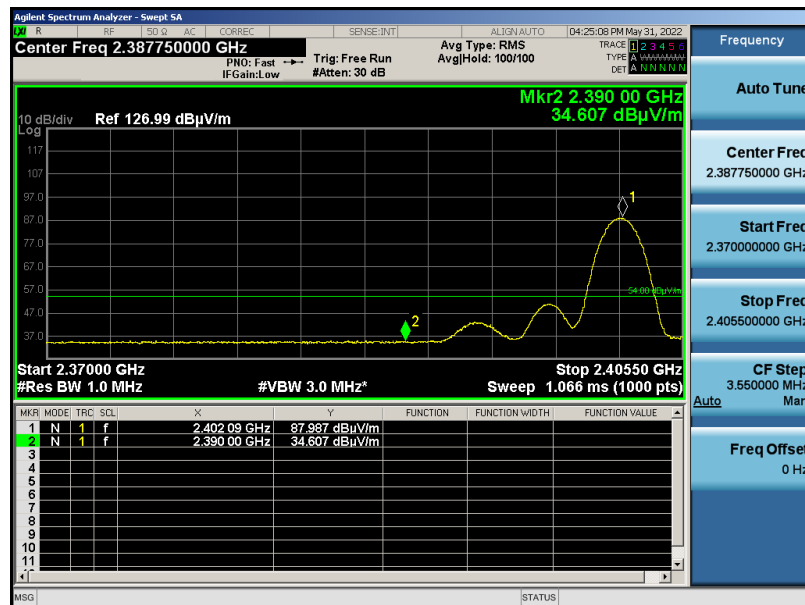 Agilent Spectrum Analyzer - Swept SA
LXI R RF 50 Ω AC CORREC SENSE:INT ALIGN AUTO 04:25:08 PM May 31, 2022
Center Freq 2.387750000 GHz
PNO: Fast
IFGain:Low
Trig: Free Run
#Atten: 30 dB
Avg Type: RMS
Avg|Hold: 100/100
TRACE 1 2 3 4 5 6
TYPE A WWWWW
DET A N N N N N
Mkr2 2.390 00 GHz
34.607 dBµV/m
10 dB/div Ref 126.99 dBµV/m
Log
117
107
97.0
87.0
77.0
67.0
57.0
47.0
37.0
1
54.00 dBµV/m
2
Start 2.37000 GHz Stop 2.40550 GHz
#Res BW 1.0 MHz #VBW 3.0 MHz* Sweep 1.066 ms (1000 pts)
MKR MODE TRC SCL X Y FUNCTION FUNCTION WIDTH FUNCTION VALUE
1 N 1 f 2.402 09 GHz 87.987 dBµV/m
2 N 1 f 2.390 00 GHz 34.607 dBµV/m
3
4
5
6
7
8
9
10
11
MSG STATUS
Frequency
Auto Tune
Center Freq
2.387750000 GHz
Start Freq
2.370000000 GHz
Stop Freq
2.405500000 GHz
CF Step
3.550000 MHz
Auto Man
Freq Offset
0 Hz